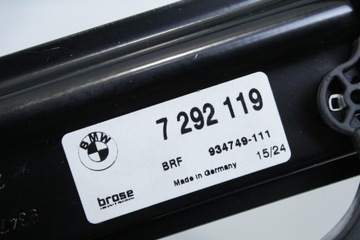 BMW
7 292 119
BRF 934749-111
Made in Germany 15/24
brose